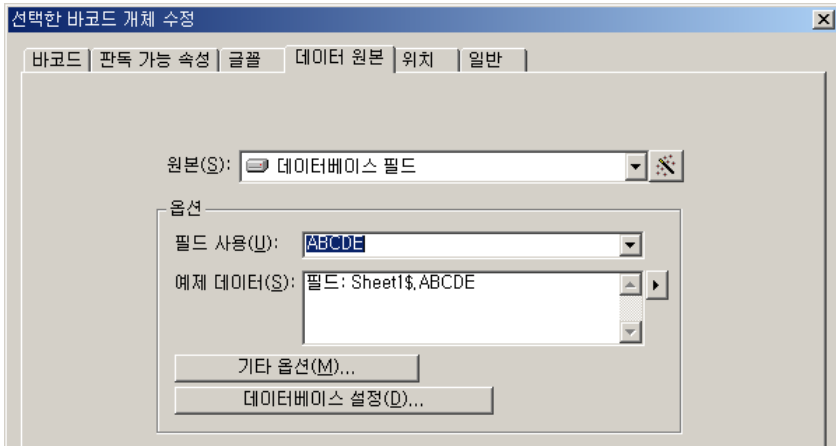 선택한 바코드 개체 수정
바코드 판독 가능 속성 글꼴 데이터 원본 위치 일반
원본(S): 데이터베이스 필드
옵션
필드 사용(U): ABCDE
예제 데이터(S): 필드: Sheet1$.ABCDE
기타 옵션(M)...
데이터베이스 설정(D)...